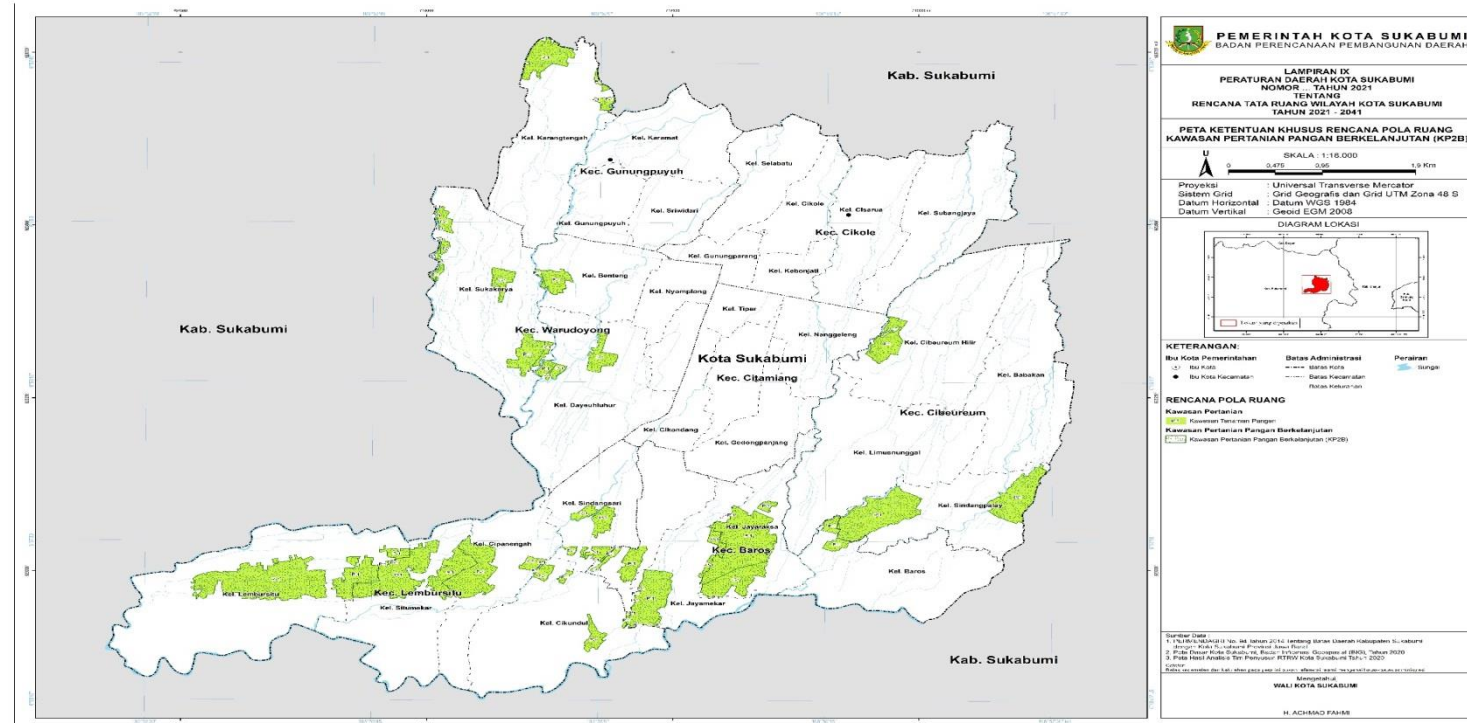 PEMERINTAH KOTA SUKABUMI
BADAN PERENCANAAN PEMBANGUNAN DAERAH
LAMPIRAN IX
PERATURAN DAERAH KOTA SUKABUMI
NOMOR ... TAHUN 2021
TENTANG
RENCANA TATA RUANG WILAYAH KOTA SUKABUMI
TAHUN 2021 - 2041
PETA KETENTUAN KHUSUS RENCANA POLA RUANG
KAWASAN PERTANIAN PANGAN BERKELANJUTAN (KP2B)
U
SKALA : 1:16.000
0 0,475 0,95 1,9 Km
Proyeksi : Universal Transverse Mercator
Sistem Grid : Grid Geografis dan Grid UTM Zona 48 S
Datum Horizontal : Datum WGS 1984
Datum Vertikal : Geoid EGM 2008
DIAGRAM LOKASI
KETERANGAN:
Ibu Kota Pemerintahan
Ibu Kota
Ibu Kota Kecamatan
Batas Administrasi
Batas Kota
Batas Kecamatan
Batas Kelurahan
Perairan
Sungai
RENCANA POLA RUANG
Kawasan Pertanian
Kawasan Tanaman Pangan
Kawasan Pertanian Pangan Berkelanjutan
Kawasan Pertanian Pangan Berkelanjutan (KP2B)
Sumber Data :
Mengetahui,
WALI KOTA SUKABUMI
H. ACHMAD FAHMI
Kab. Sukabumi
Kel. Karangtengah
Kel. Karamat
Kec. Gunungpuyuh
Kel. Selabatu
Kel. Sriwidari
Kel. Gunungpuyuh
Kel. Cikole
Kel. Cisarua
Kel. Subangjaya
Kec. Cikole
Kel. Gunungparang
Kel. Kebonjati
Kel. Benteng
Kel. Nyamplong
Kel. Sukakarya
Kab. Sukabumi
Kec. Warudoyong
Kel. Tipar
Kel. Nanggeleng
Kel. Cibeureum Hilir
Kota Sukabumi
Kec. Citamiang
Kel. Babakan
Kel. Dayeuhluhur
Kec. Cibeureum
Kel. Cikondang
Kel. Gedongpanjang
Kel. Limusnunggal
Kel. Sindangsari
Kel. Sindangpalay
Kel. Jayaraksa
Kel. Cipanengah
Kec. Baros
Kel. Baros
Kel. Lembursitu
Kec. Lembursitu
Kel. Situmekar
Kel. Jayamekar
Kel. Cikundul
Kab. Sukabumi